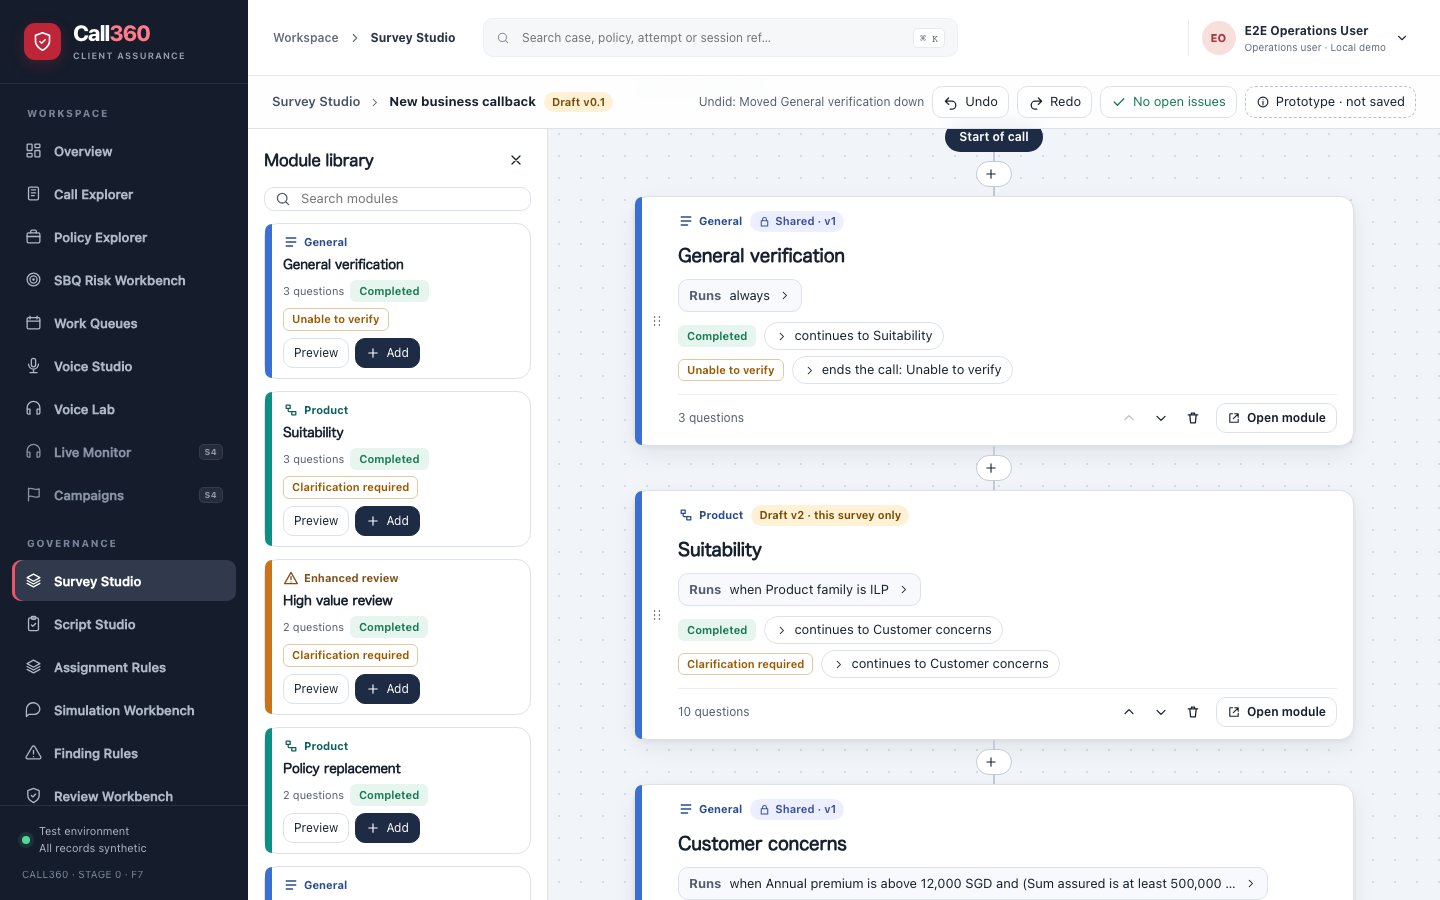 Call360
CLIENT ASSURANCE
WORKSPACE
Overview
Call Explorer
Policy Explorer
SBQ Risk Workbench
Work Queues
Voice Studio
Voice Lab
Live Monitor S4
Campaigns S4
GOVERNANCE
Survey Studio
Script Studio
Assignment Rules
Simulation Workbench
Finding Rules
Review Workbench
Test environment
All records synthetic
CALL360 · STAGE 0 · F7
Workspace > Survey Studio
Search case, policy, attempt or session ref...
⌘ K
EO
E2E Operations User
Operations user · Local demo
Survey Studio > New business callback Draft v0.1
Undid: Moved General verification down
Undo
Redo
No open issues
Prototype · not saved
Module library
Search modules
General
General verification
3 questions Completed
Unable to verify
Preview + Add
Product
Suitability
3 questions Completed
Clarification required
Preview + Add
Enhanced review
High value review
2 questions Completed
Clarification required
Preview + Add
Product
Policy replacement
2 questions Completed
Preview + Add
General
Start of call
+
General Shared · v1
General verification
Runs always >
Completed > continues to Suitability
Unable to verify > ends the call: Unable to verify
3 questions Open module
+
Product Draft v2 · this survey only
Suitability
Runs when Product family is ILP >
Completed > continues to Customer concerns
Clarification required > continues to Customer concerns
10 questions Open module
+
General Shared · v1
Customer concerns
Runs when Annual premium is above 12,000 SGD and (Sum assured is at least 500,000 ... >